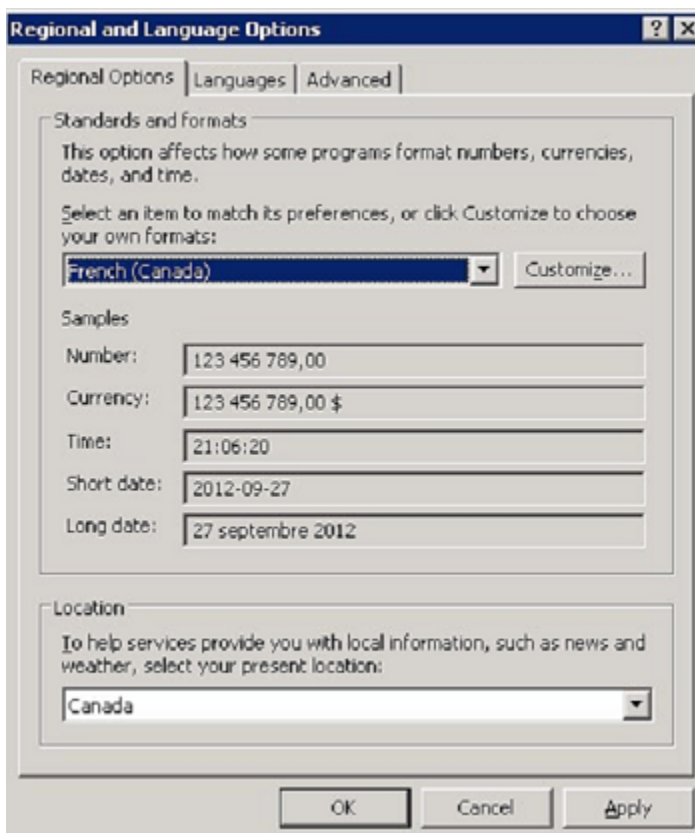 Regional and Language Options
Regional Options Languages Advanced
Standards and formats
This option affects how some programs format numbers, currencies,
dates, and time.
Select an item to match its preferences, or click Customize to choose
your own formats:
French (Canada) Customize...
Samples
Number: 123 456 789,00
Currency: 123 456 789,00 $
Time: 21:06:20
Short date: 2012-09-27
Long date: 27 septembre 2012
Location
To help services provide you with local information, such as news and
weather, select your present location:
Canada
OK Cancel Apply